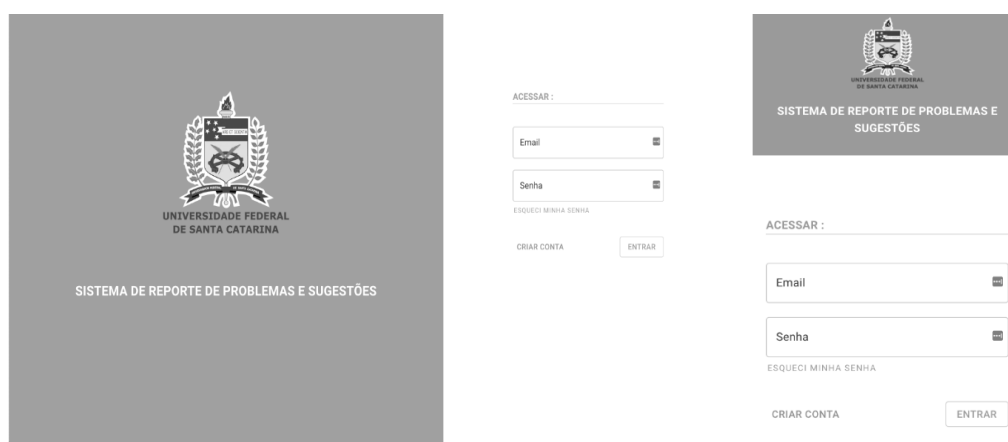 UNIVERSIDADE FEDERAL
DE SANTA CATARINA
SISTEMA DE REPORTE DE PROBLEMAS E SUGESTÕES
ACESSAR :
Email
Senha
ESQUECI MINHA SENHA
CRIAR CONTA
ENTRAR
UNIVERSIDADE FEDERAL
DE SANTA CATARINA
SISTEMA DE REPORTE DE PROBLEMAS E
SUGESTÕES
ACESSAR :
Email
Senha
ESQUECI MINHA SENHA
CRIAR CONTA
ENTRAR